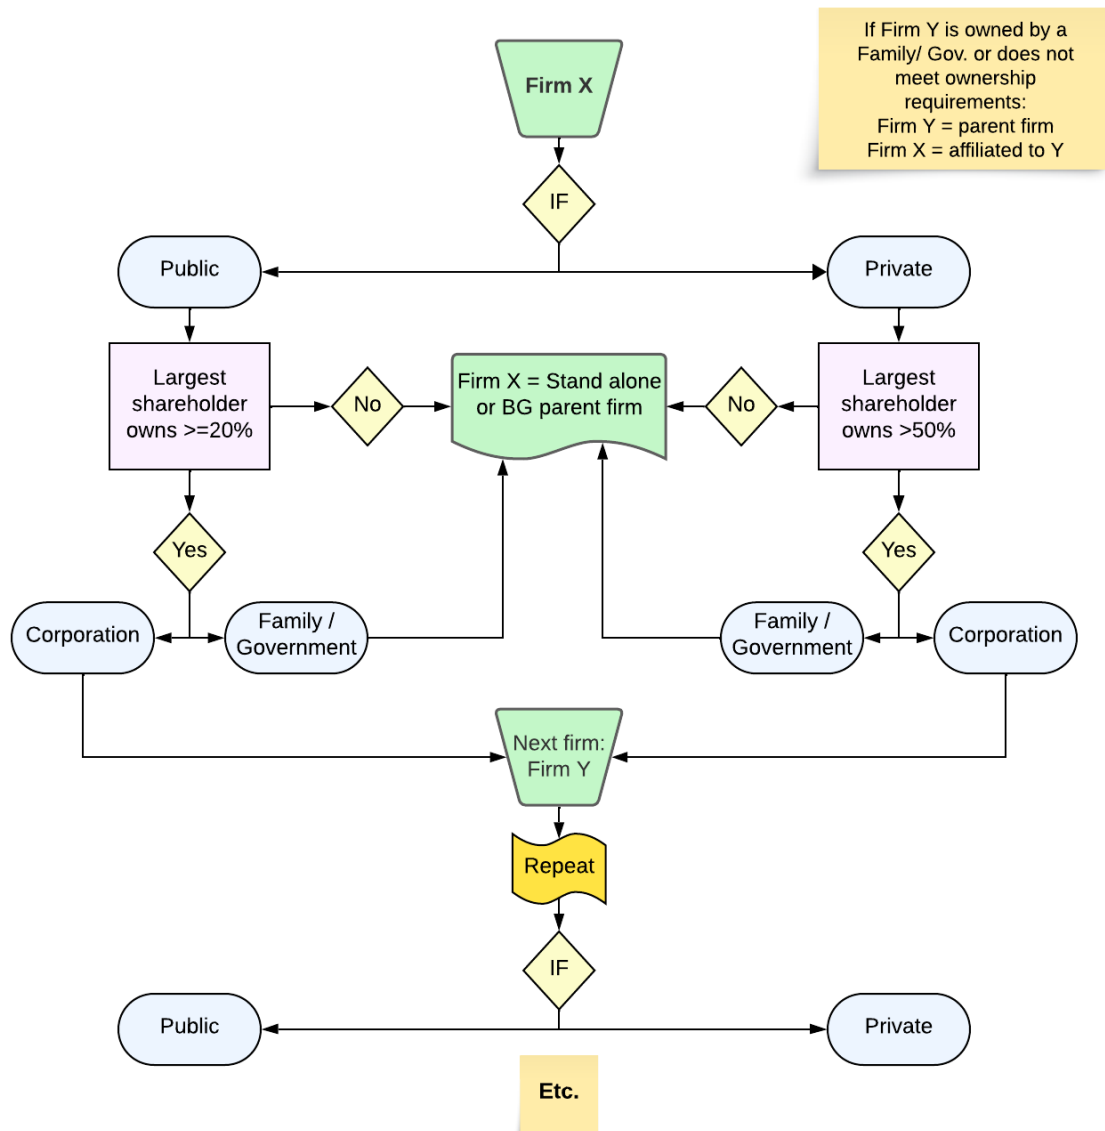 If Firm Y is owned by a
Family/ Gov. or does not
meet ownership
requirements:
Firm Y = parent firm
Firm X = affiliated to Y
Firm X
IF
Public
Private
Largest
shareholder
owns >=20%
No
Firm X = Stand alone
or BG parent firm
No
Largest
shareholder
owns >50%
Yes
Yes
Corporation
Family /
Government
Family /
Government
Corporation
Next firm:
Firm Y
Repeat
IF
Public
Private
Etc.